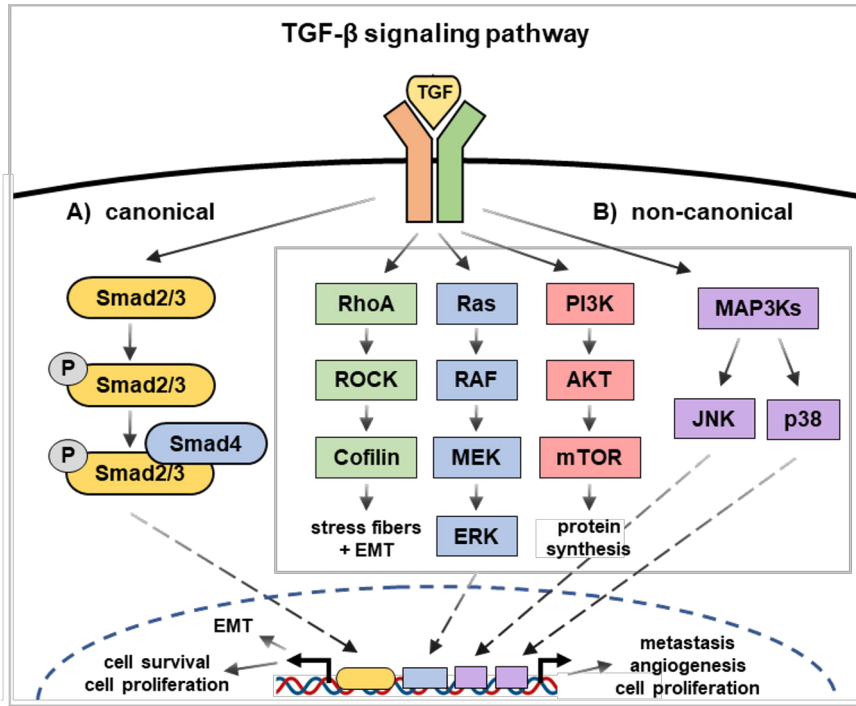 TGF-β signaling pathway
TGF
A) canonical
B) non-canonical
Smad2/3
RhoA
Ras
PI3K
MAP3Ks
P
Smad2/3
ROCK
RAF
AKT
JNK
p38
P
Smad4
Smad2/3
Cofilin
MEK
mTOR
stress fibers
+ EMT
ERK
protein
synthesis
EMT
cell survival
cell proliferation
metastasis
angiogenesis
cell proliferation